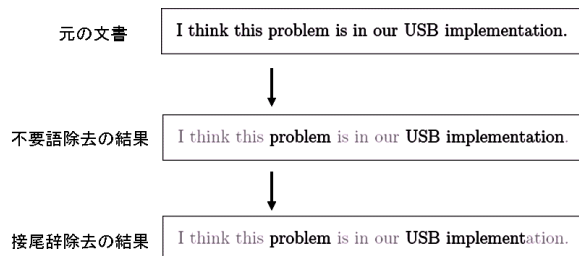 元の文書 I think this problem is in our USB implementation.
不要語除去の結果 I think this problem is in our USB implementation.
接尾辞除去の結果 I think this problem is in our USB implementation.